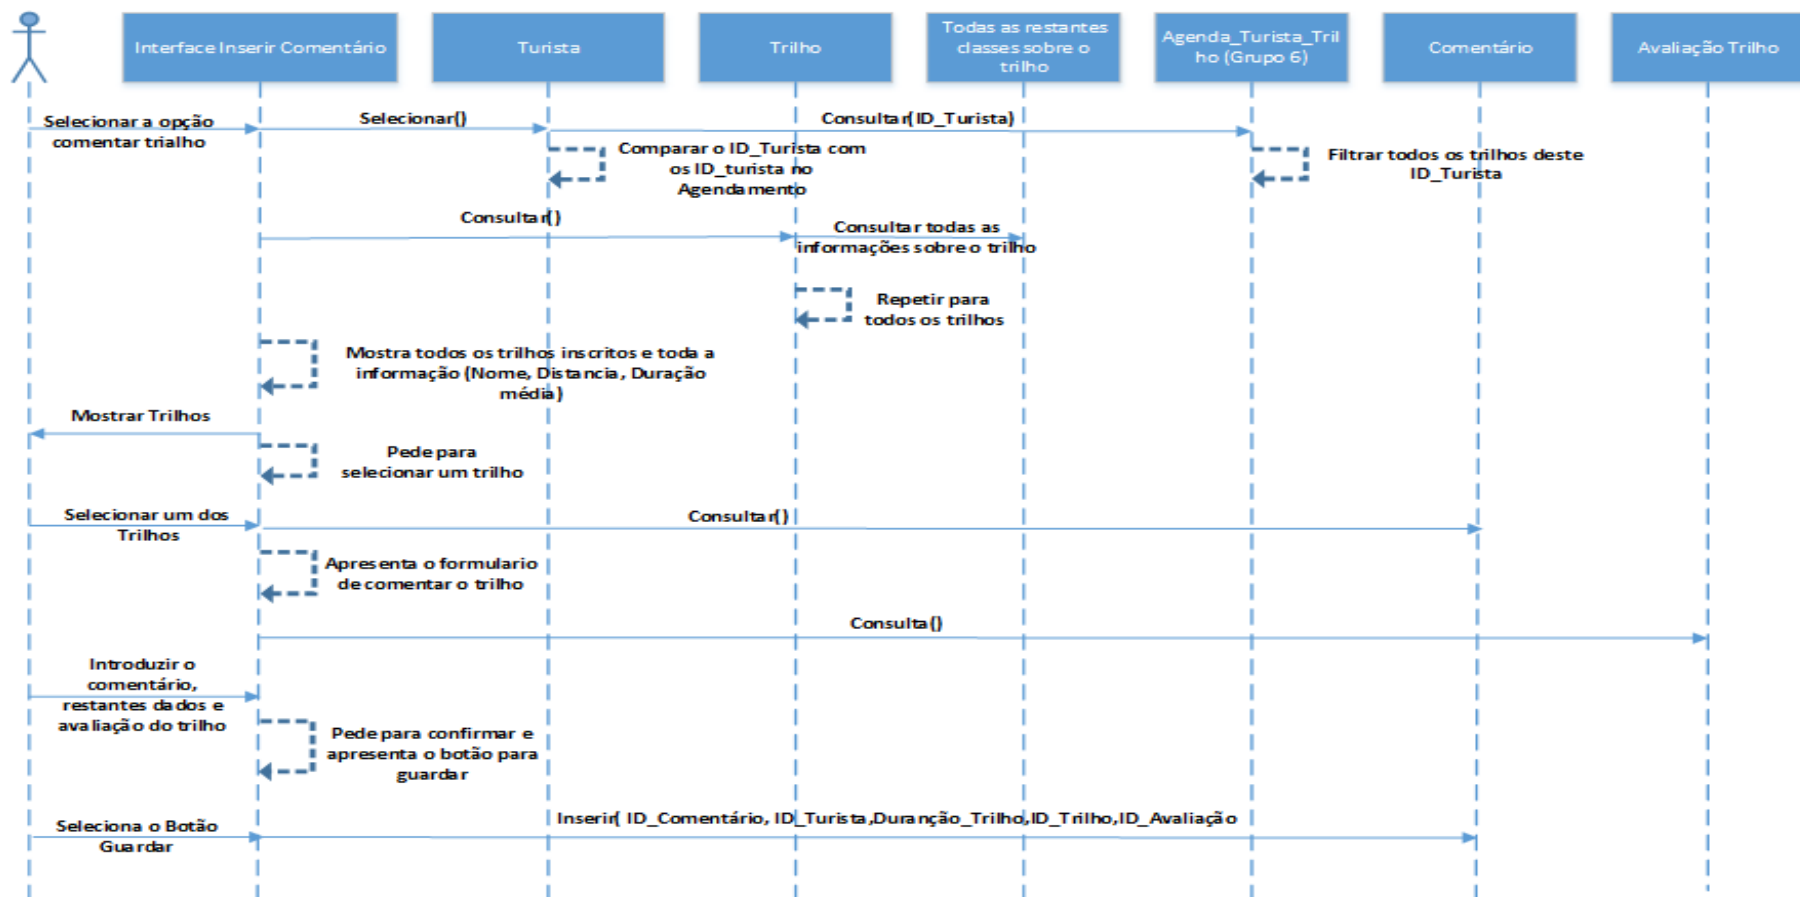 Interface Inserir Comentário
Turista
Trilho
Todas as restantes
classes sobre o
trilho
Agenda_Turista_Tril
ho (Grupo 6)
Comentário
Avaliação Trilho
Selecionar a opção
comentar trialho
Selecionar()
Consultar(ID_Turista)
Comparar o ID_Turista com
os ID_turista no
Agendamento
Filtrar todos os trilhos deste
ID_Turista
Consultar()
Consultar todas as
informações sobre o trilho
Repetir para
todos os trilhos
Mostra todos os trilhos inscritos e toda a
informação (Nome, Distancia, Duração
média)
Mostrar Trilhos
Pede para
selecionar um trilho
Selecionar um dos
Trilhos
Consultar()
Apresenta o formulario
de comentar o trilho
Consulta()
Introduzir o
comentário,
restantes dados e
avaliação do trilho
Pede para confirmar e
apresenta o botão para
guardar
Seleciona o Botão
Guardar
Inserir( ID_Comentário, ID_Turista,Duranção_Trilho,ID_Trilho,ID_Avaliação